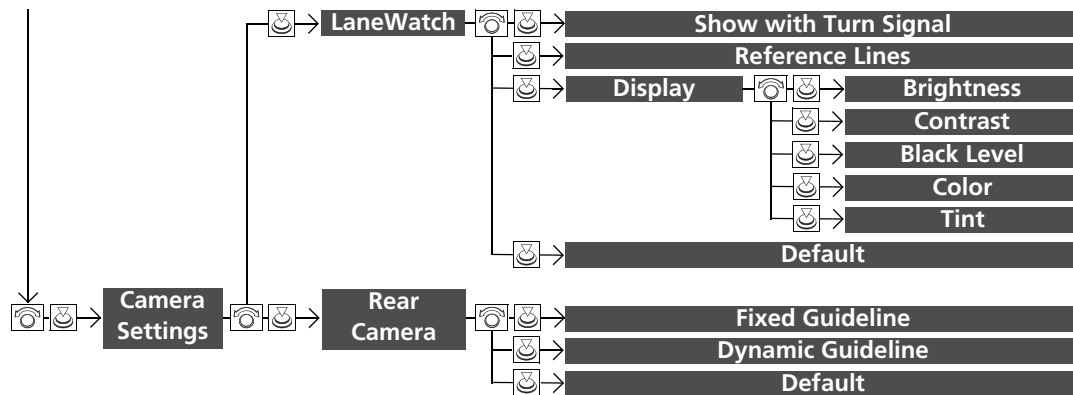 LaneWatch
Show with Turn Signal
Reference Lines
Display
Brightness
Contrast
Black Level
Color
Tint
Default
Camera
Settings
Rear
Camera
Fixed Guideline
Dynamic Guideline
Default